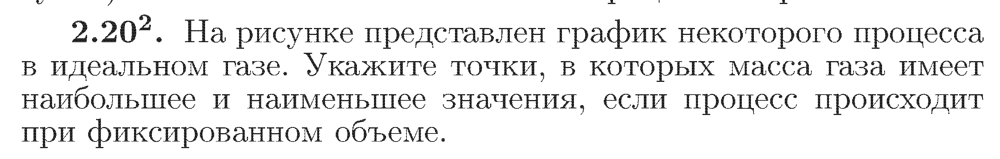 2.20². На рисунке представлен график некоторого процесса
в идеальном газе. Укажите точки, в которых масса газа имеет
наибольшее и наименьшее значения, если процесс происходит
при фиксированном объеме.